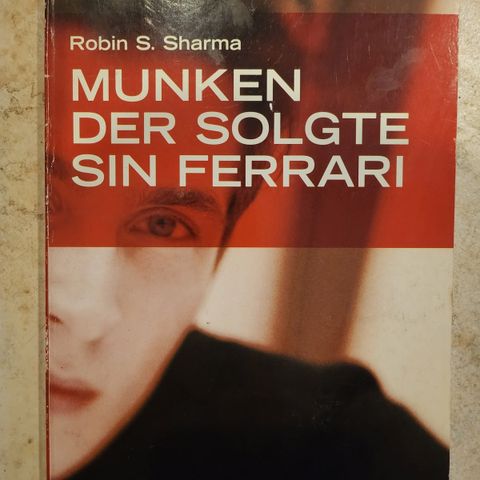 Robin S. Sharma
MUNKEN
DER SOLGTE
SIN FERRARI